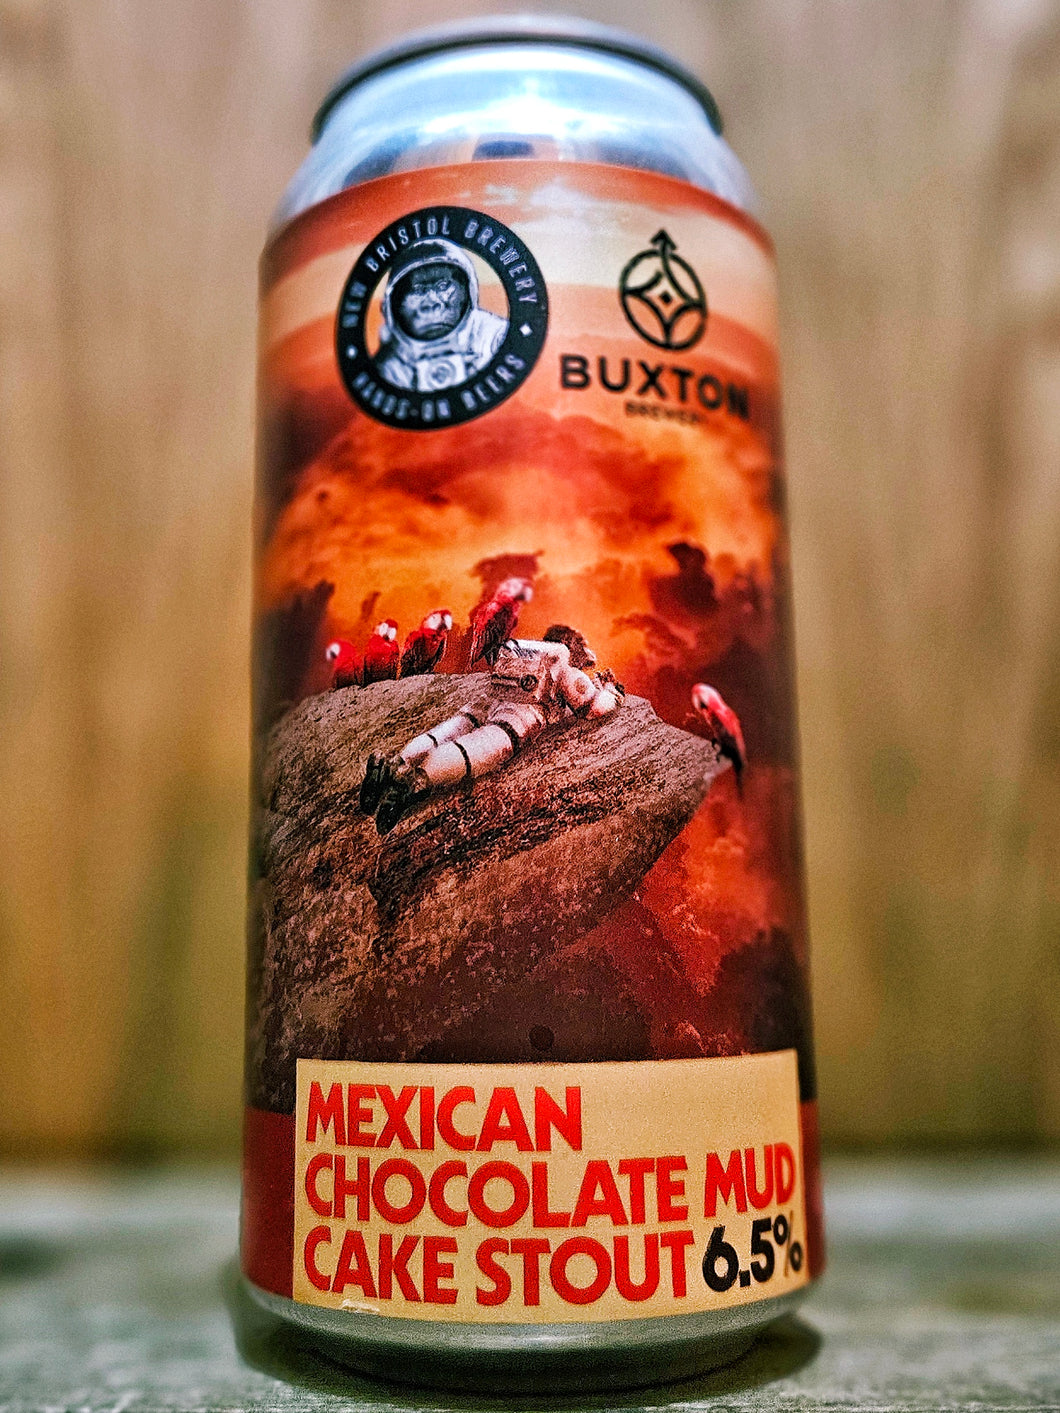 NEW BRISTOL BREWERY
HANDS-ON BEERS
BUXTON
BREWERY
MEXICAN
CHOCOLATE MUD
CAKE STOUT 6.5%